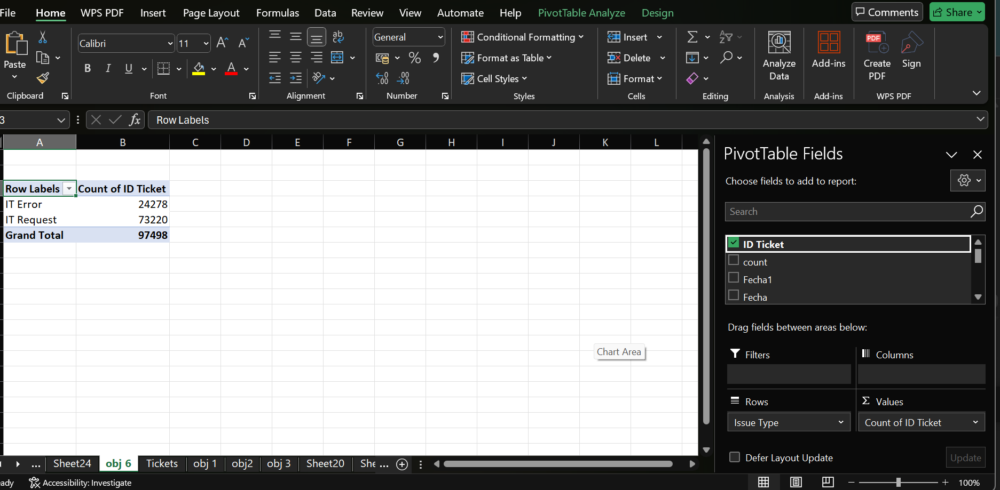 File Home WPS PDF Insert Page Layout Formulas Data Review View Automate Help PivotTable Analyze Design Comments Share
Calibri 11 ab General Conditional Formatting Insert PDF
Paste B I U A % Format as Table Delete Analyze Data Add-ins Create PDF Sign
Cell Styles Format
Clipboard Font Alignment Number Styles Cells Editing Analysis Add-ins WPS PDF
3 fx Row Labels
A B C D E F G H I J K L
Row Labels Count of ID Ticket
IT Error 24278
IT Request 73220
Grand Total 97498
Chart Area
PivotTable Fields
Choose fields to add to report:
Search
ID Ticket
count
Fecha1
Fecha
Drag fields between areas below:
Filters Columns
Rows Σ Values
Issue Type Count of ID Ticket
Defer Layout Update Update
... Sheet24 obj 6 Tickets obj 1 obj2 obj 3 Sheet20 She ...
eady Accessibility: Investigate 100%